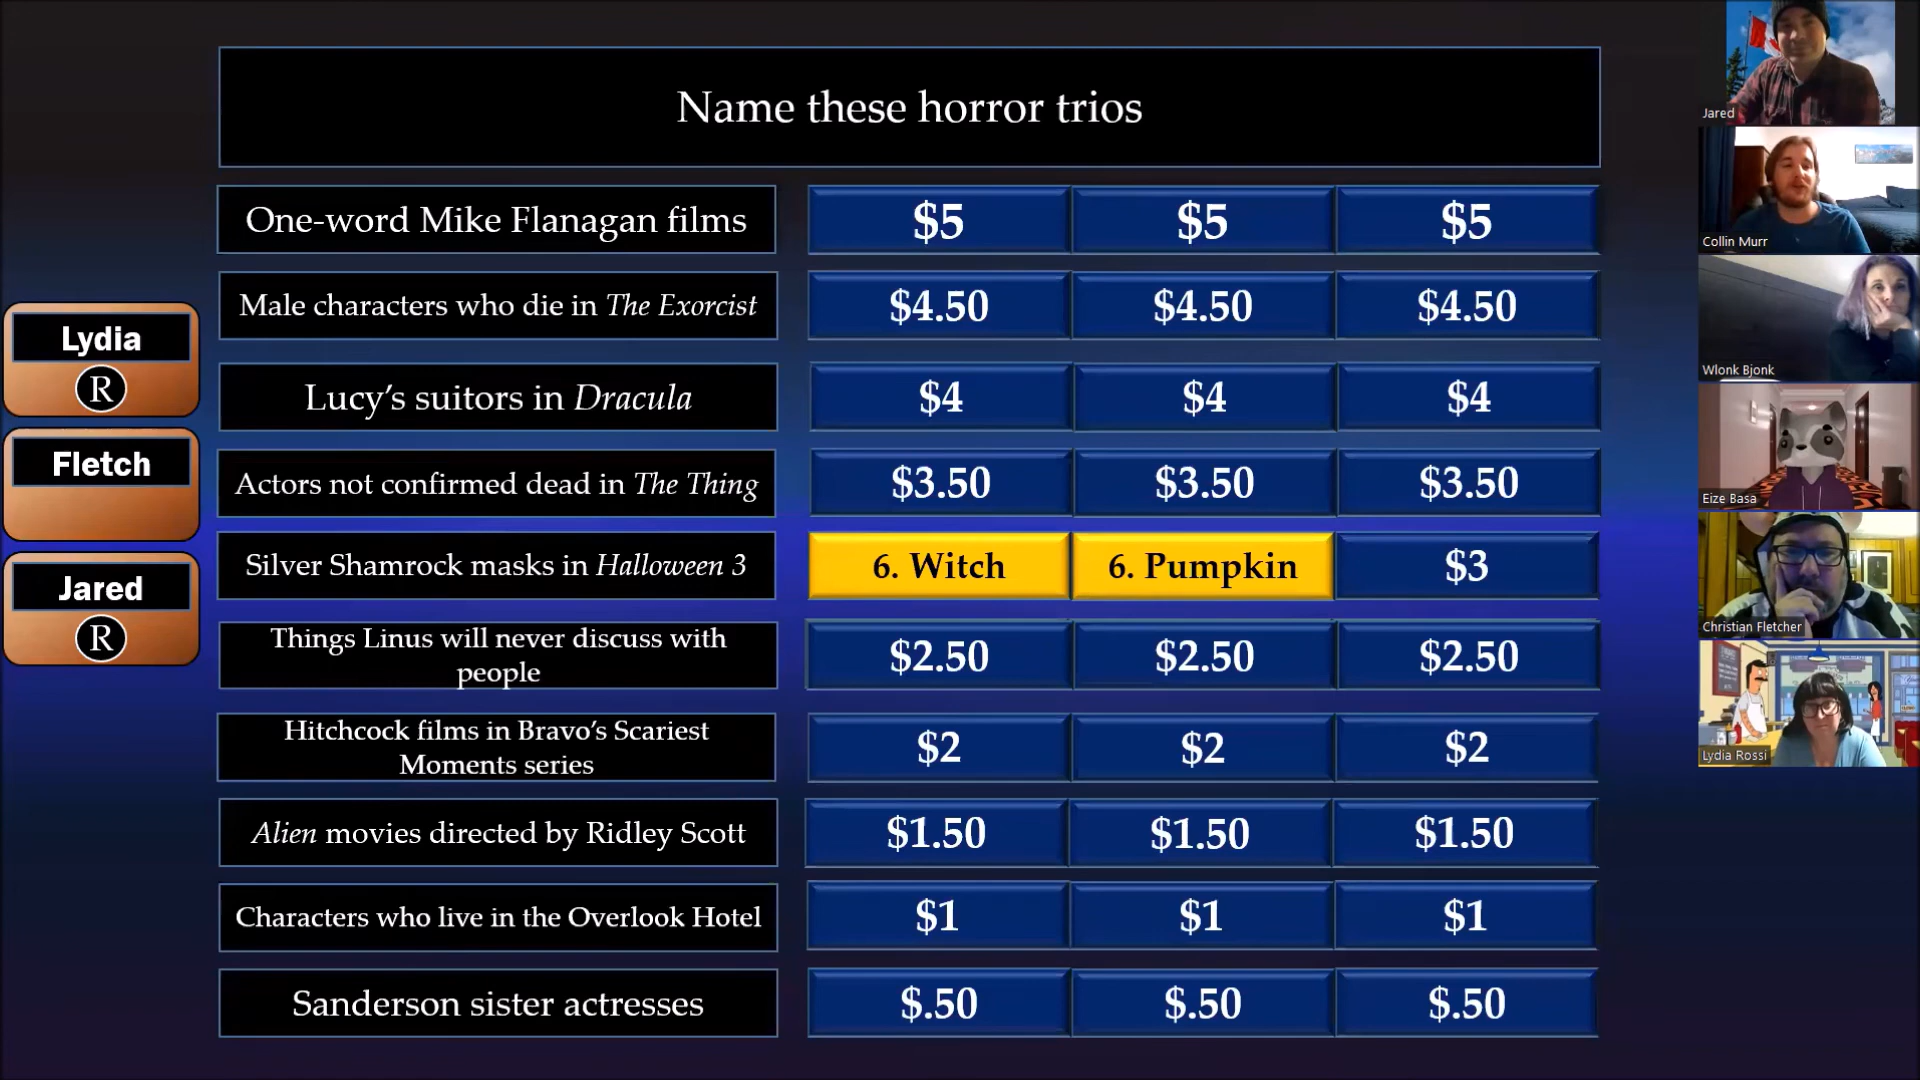 Name these horror trios
One-word Mike Flanagan films
$5 $5 $5
Male characters who die in The Exorcist
$4.50 $4.50 $4.50
Lucy's suitors in Dracula
$4 $4 $4
Actors not confirmed dead in The Thing
$3.50 $3.50 $3.50
Silver Shamrock masks in Halloween 3
6. Witch 6. Pumpkin $3
Things Linus will never discuss with
people
$2.50 $2.50 $2.50
Hitchcock films in Bravo's Scariest
Moments series
$2 $2 $2
Alien movies directed by Ridley Scott
$1.50 $1.50 $1.50
Characters who live in the Overlook Hotel
$1 $1 $1
Sanderson sister actresses
$.50 $.50 $.50
Lydia
R
Fletch
Jared
R
Jared
Collin Murr
Wlonk Bjonk
Eize Basa
Christian Fletcher
Lydia Rossi